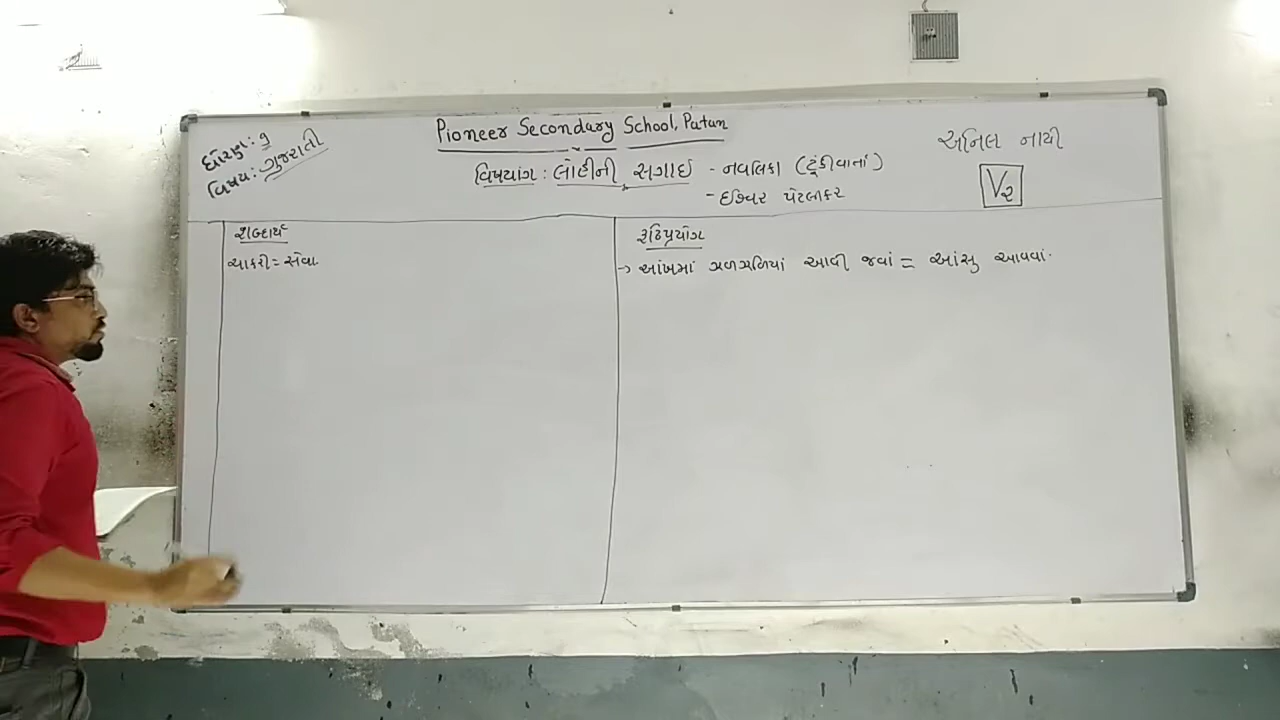 Pioneer Secondary School, Patan
ધોરણ: ૯
વિષય: ગુજરાતી
વિષયાંગ: લોહીની સગાઇ - નવલિકા (ટૂંકીવાર્તા)
- ઈશ્વર પેટલીકર
અનિલ નાયી
V2
શબ્દાર્થ
ચાકરી = સેવા
રૂઢિપ્રયોગ
→ આંખમાં ઝળઝળિયાં આવી જવાં = આંસુ આવવાં.